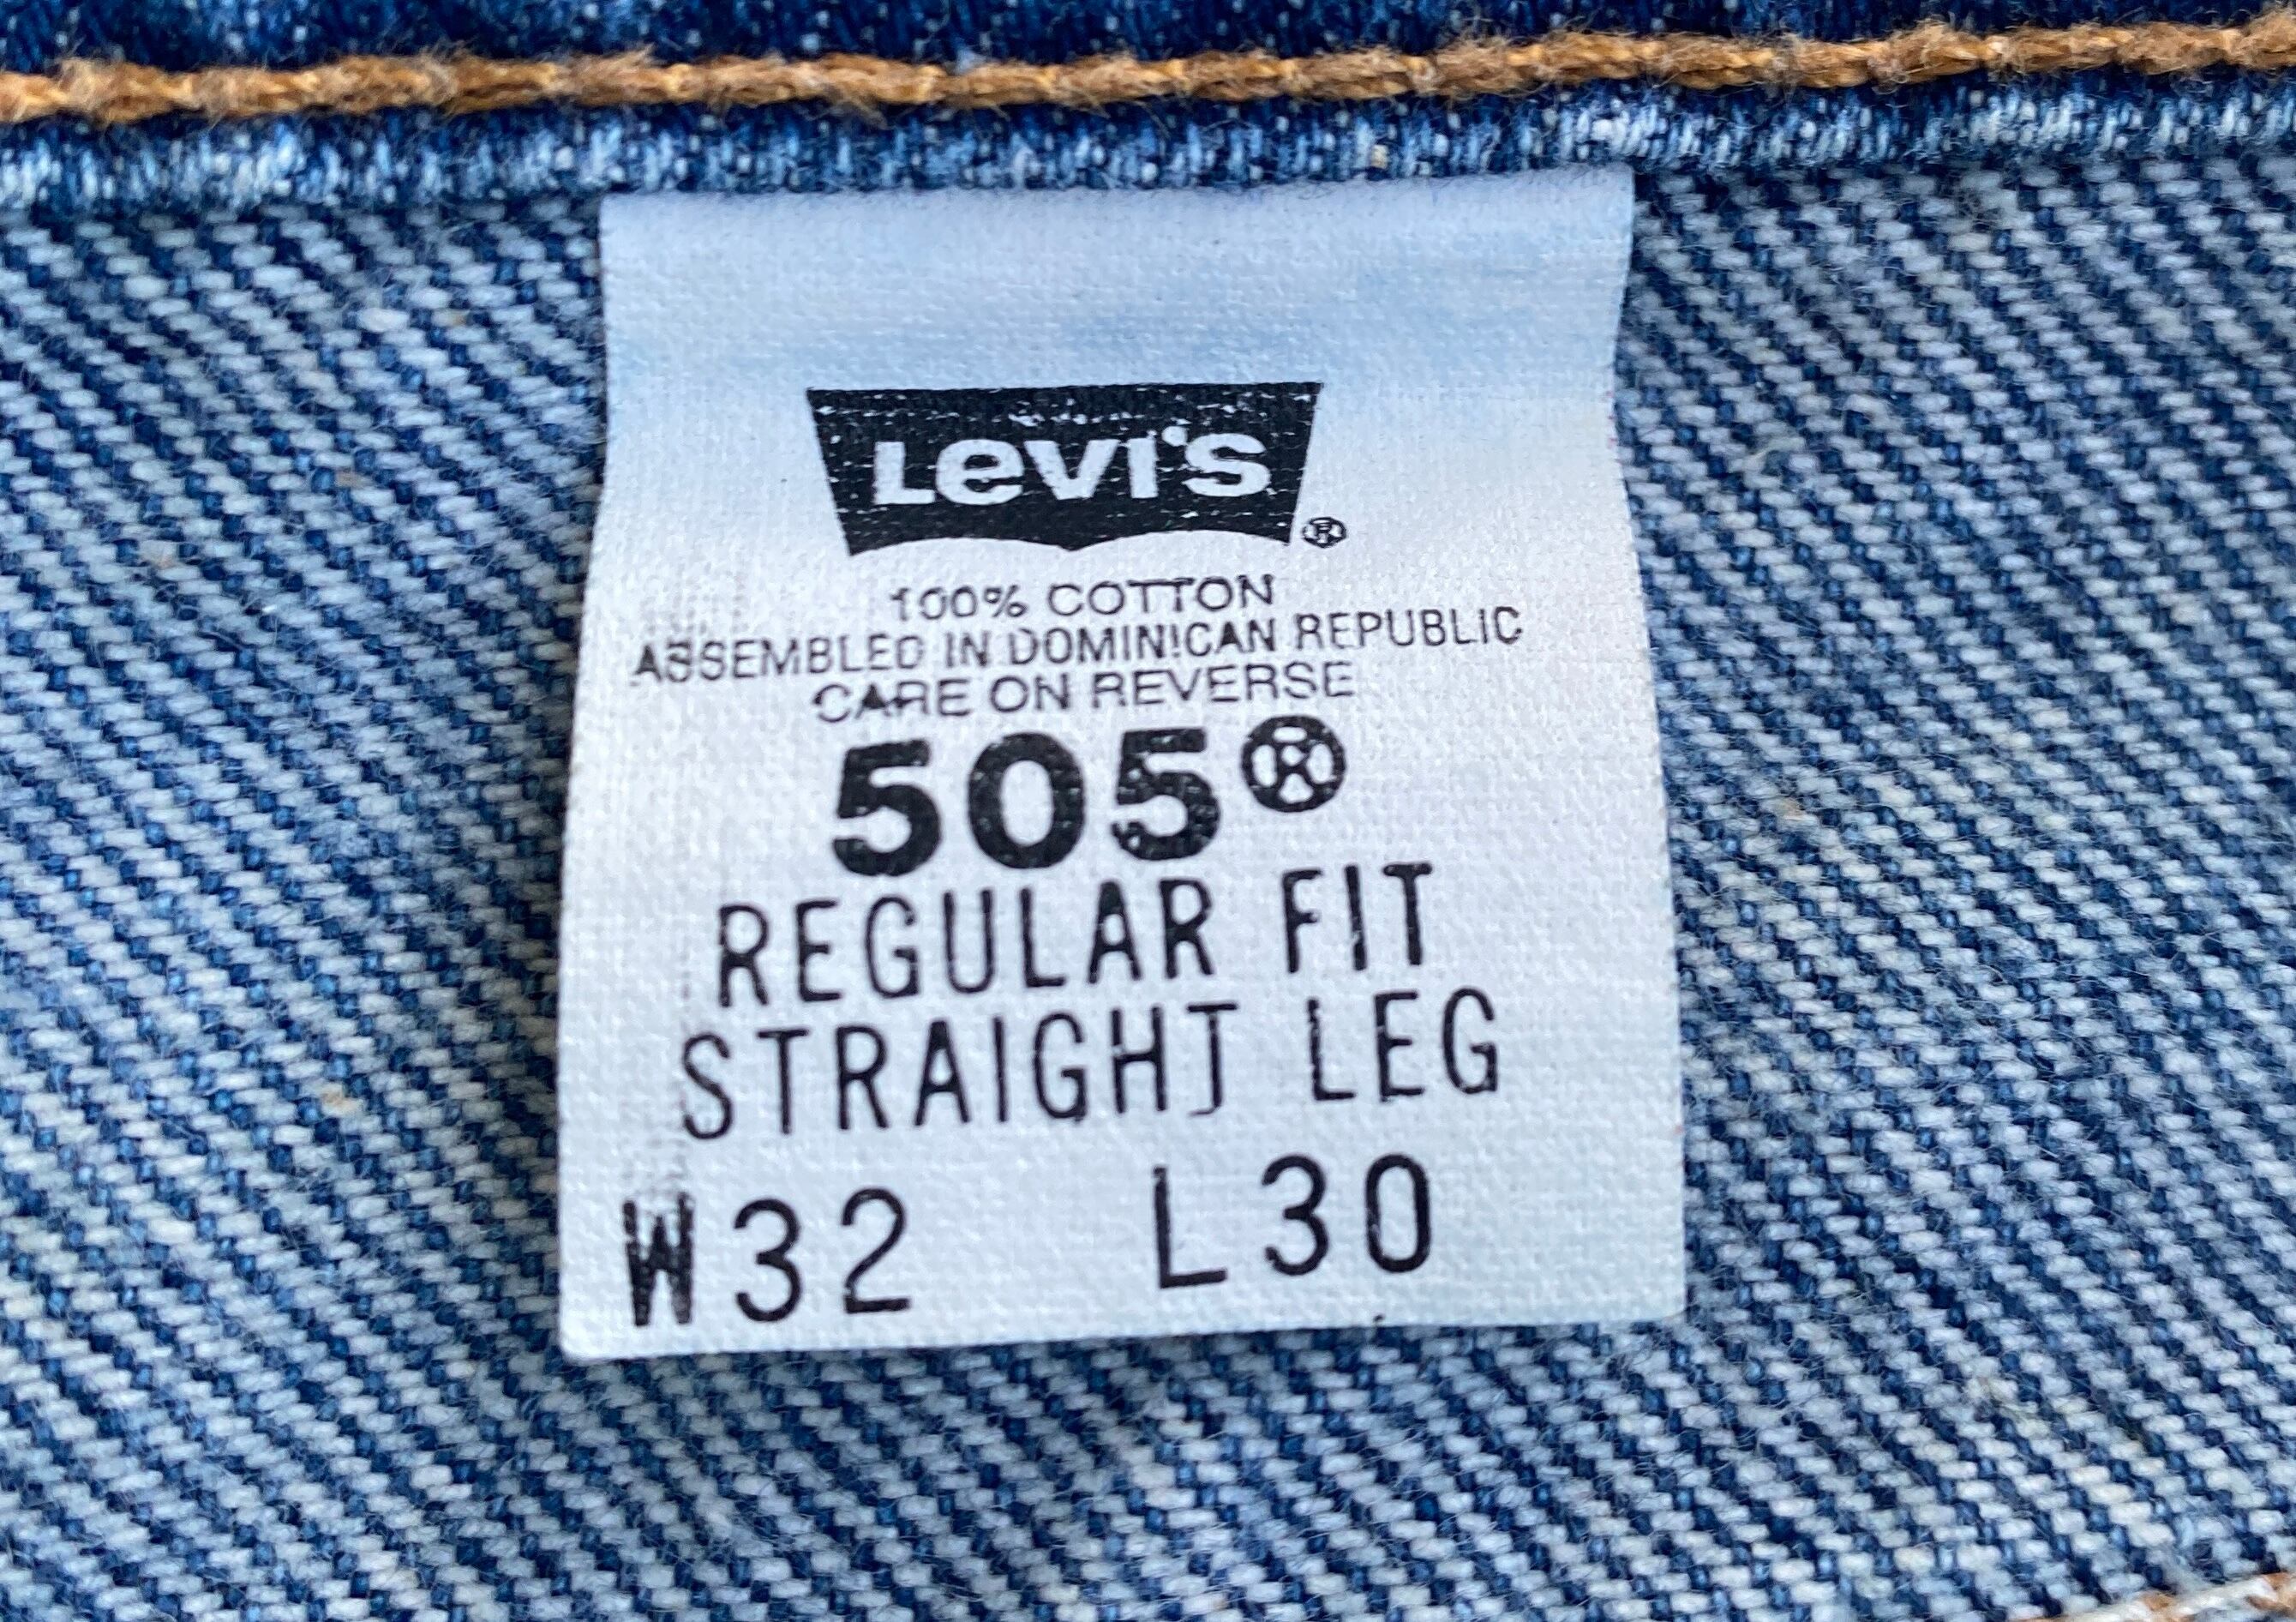 Levi's ®
100% COTTON
ASSEMBLED IN DOMINICAN REPUBLIC
CARE ON REVERSE
505®
REGULAR FIT
STRAIGHT LEG
W32 L30